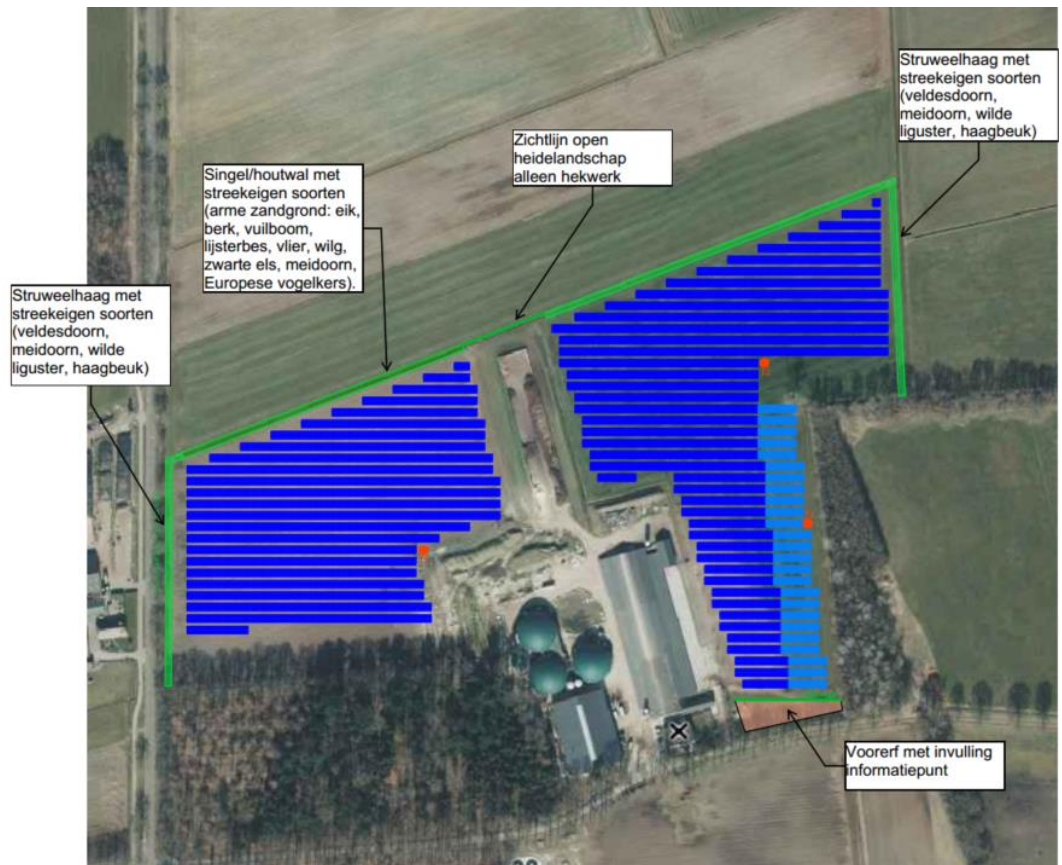 Struweelhaag met
streekeigen soorten
(veldesdoorn,
meidoorn, wilde
liguster, haagbeuk)
Zichtlijn open
heidelandschap
alleen hekwerk
Singel/houtwal met
streekeigen soorten
(arme zandgrond: eik,
berk, vuilboom,
lijsterbes, vlier, wilg,
zwarte els, meidoorn,
Europese vogelkers).
Struweelhaag met
streekeigen soorten
(veldesdoorn,
meidoorn, wilde
liguster, haagbeuk)
Voorerf met invulling
informatiepunt